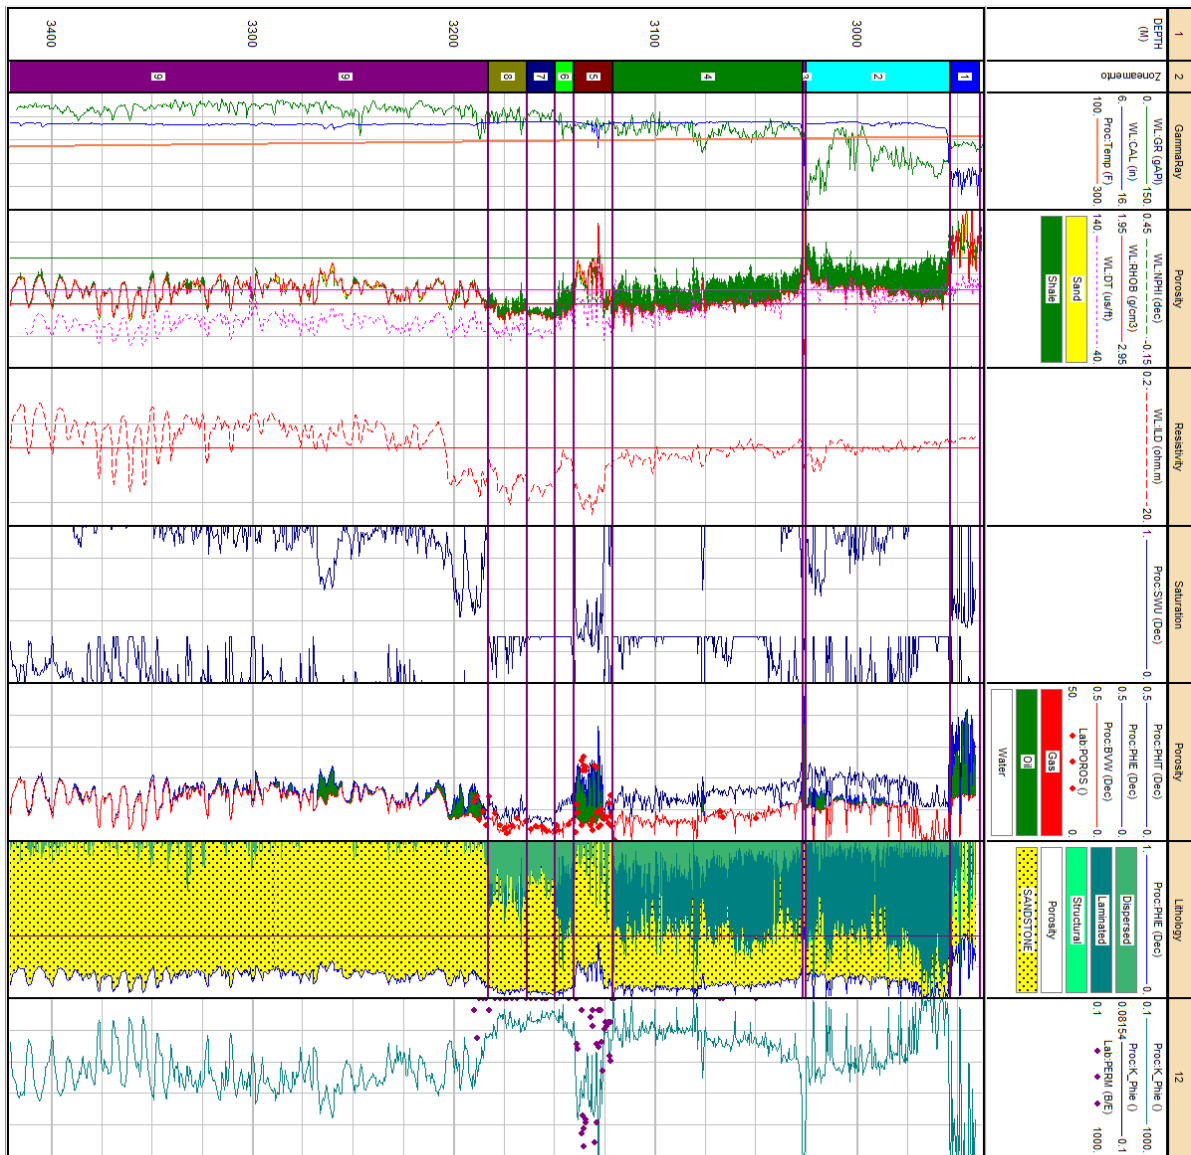 1
DEPTH
(M)
3000
3100
3200
3300
3400
2
Zoneamento
1
2
3
4
5
6
7
8
9
9
GammaRay
0. WL:GR (gAPI) 150.
6. WL:CAL (in) 16.
100. Proc:Temp (F) 300.
Porosity
0.45 WL:NPHI (dec) -0.15
1.95 WL:RHOB (g/cm3) 2.95
140. WL:DT (us/ft) 40.
Sand
Shale
Resistivity
0.2 WL:ILD (ohm.m) 20.
Saturation
1. Proc:SWU (Dec) 0.
Porosity
0.5 Proc:PHIT (Dec) 0.
0.5 Proc:PHIE (Dec) 0.
0.5 Proc:BVW (Dec) 0.
50. Lab:POROS () 0.
Gas
Oil
Water
Lithology
1. Proc:PHIE (Dec) 0.
Dispersed
Laminated
Structural
Porosity
SANDSTONE
12
0.1 Proc:K_Phie () 1000.
0.08154 Proc:K_Phie () 0.1
0.1 Lab:PERM (B/E) 1000.